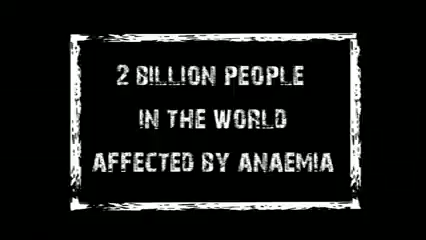 2 BILLION PEOPLE
IN THE WORLD
AFFECTED BY ANAEMIA